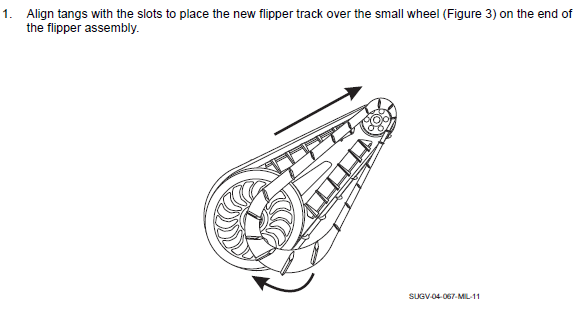 1. Align tangs with the slots to place the new flipper track over the small wheel (Figure 3) on the end of
the flipper assembly.
SUGV-04-067-MIL-11